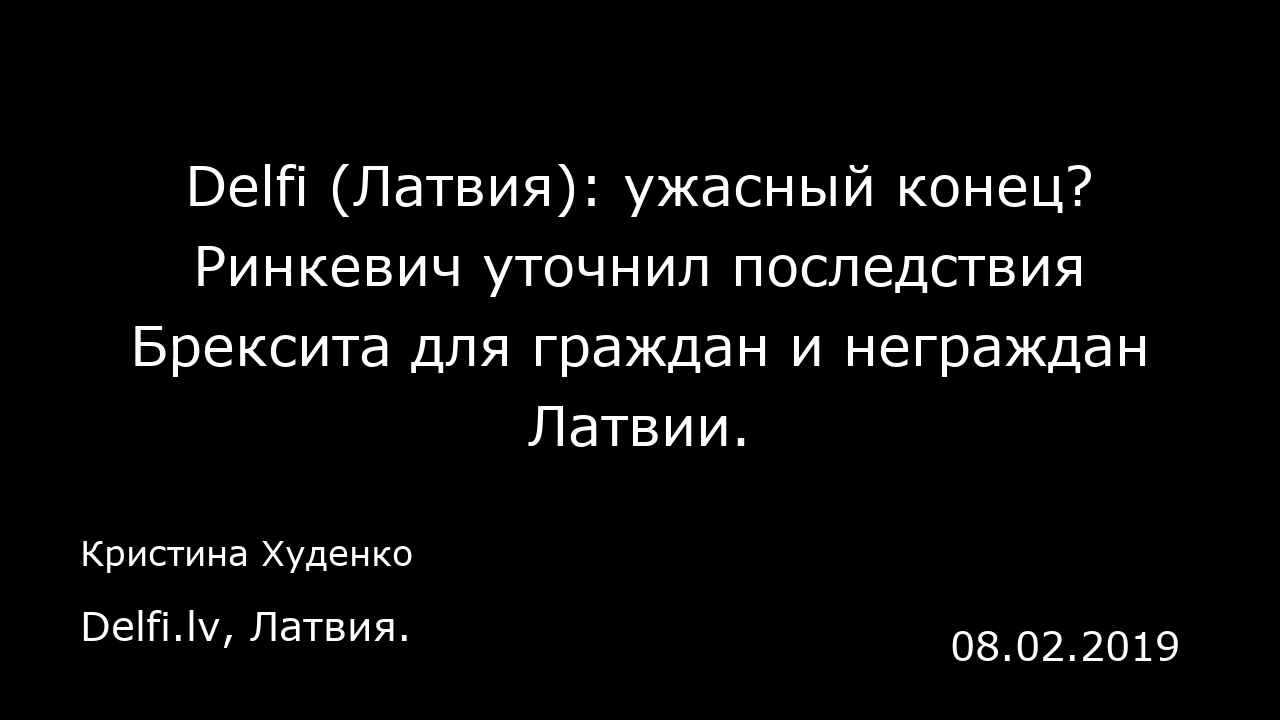 Delfi (Латвия): ужасный конец?
Ринкевич уточнил последствия
Брексита для граждан и неграждан
Латвии.
Кристина Худенко
Delfi.lv, Латвия.
08.02.2019